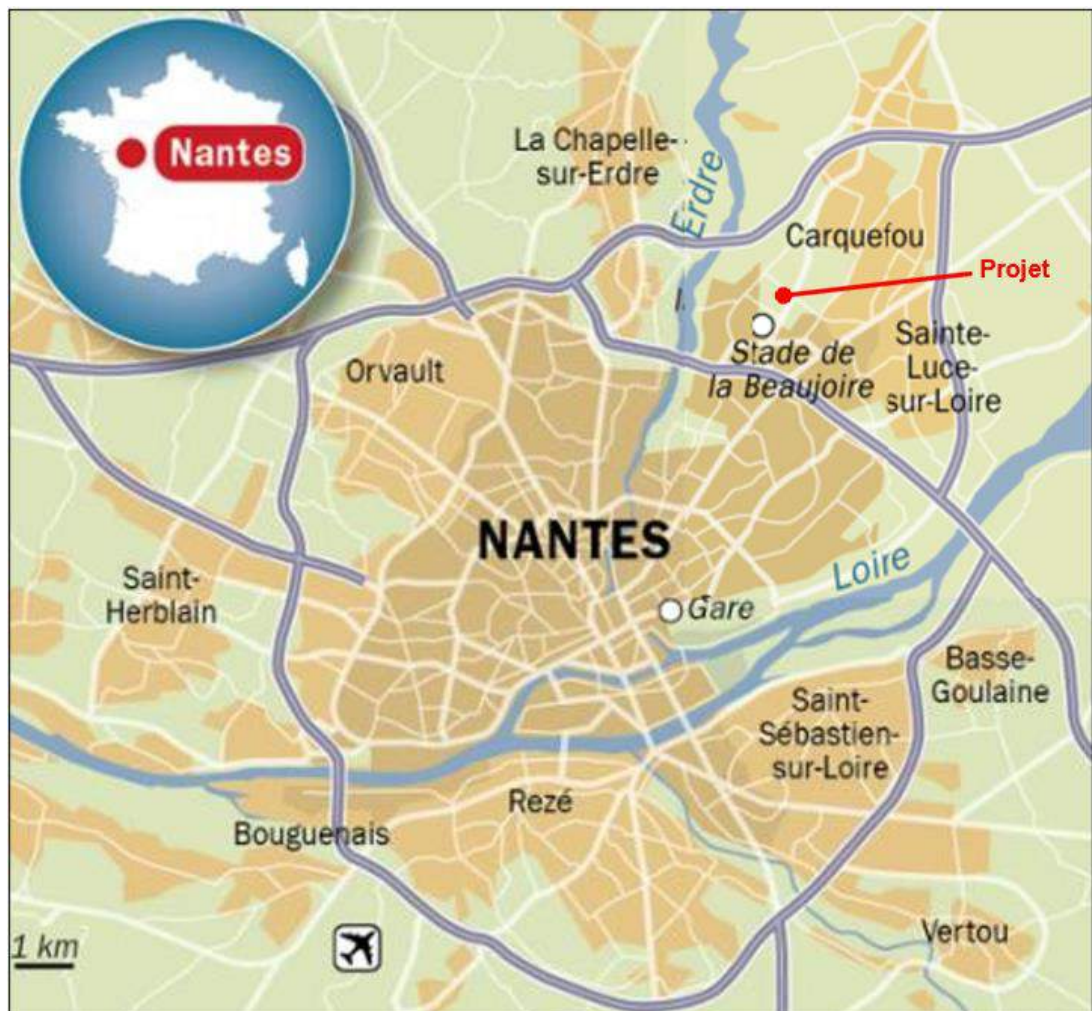 Nantes
La Chapelle-
sur-Erdre
Erdre
Carquefou
Projet
Stade de
la Beaujoire
Sainte-
Luce-
sur-Loire
Orvault
NANTES
Loire
Saint-
Herblain
Gare
Basse-
Goulaine
Saint-
Sébastien-
sur-Loire
Rezé
Bouguenais
Vertou
1 km